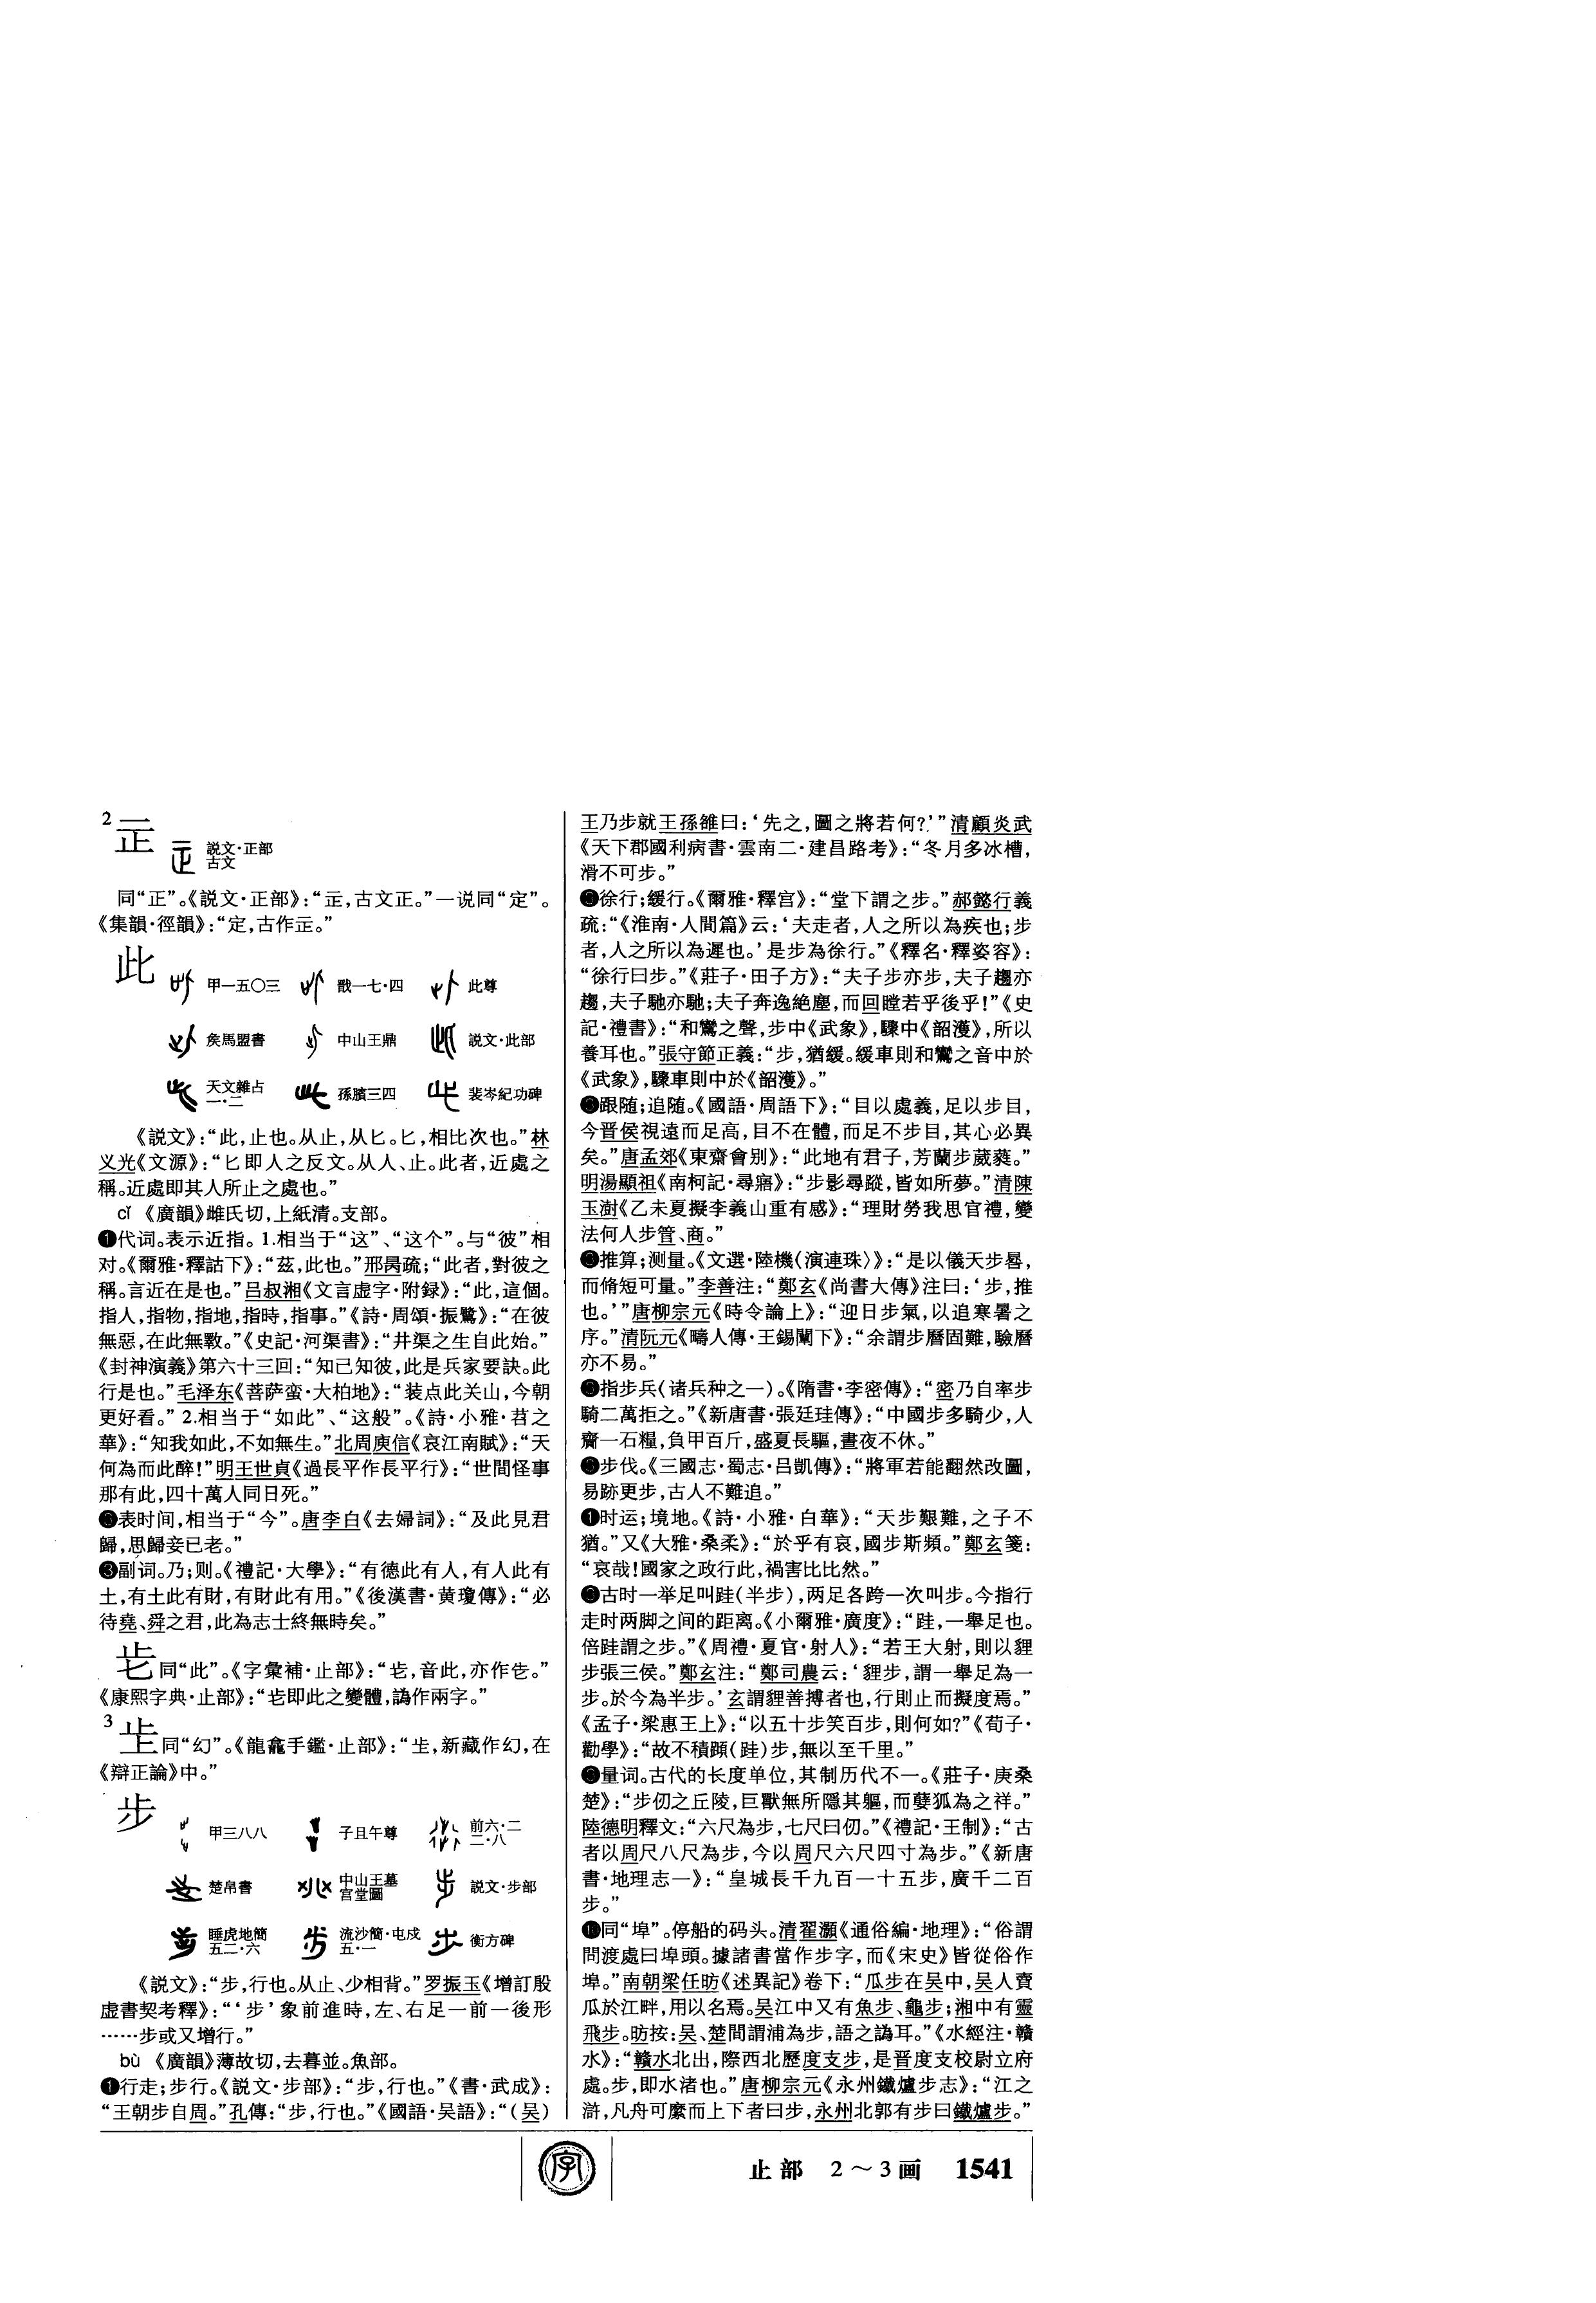 2
𤴓 説文·正部
古文
同“正”。《説文·正部》：“𤴓，古文正。”一说同“定”。
《集韻·徑韻》：“定，古作𤴓。”
此
甲一五〇三 戬一七·四 此尊
矦馬盟書 中山王鼎 説文·此部
天文雜占
一·二 孫臏三四 裴岑紀功碑
《説文》：“此，止也。从止，从匕。匕，相比次也。”林
义光《文源》：“匕即人之反文。从人、止。此者，近處之
稱。近處即其人所止之處也。”
cǐ 《廣韻》雌氏切，上紙清。支部。
❶代词。表示近指。1.相当于“这”、“这个”。与“彼”相
对。《爾雅·釋詁下》：“茲，此也。”邢昺疏；“此者，對彼之
稱。言近在是也。”吕叔湘《文言虚字·附録》：“此，這個。
指人，指物，指地，指時，指事。”《詩·周頌·振鷺》：“在彼
無惡，在此無斁。”《史記·河渠書》：“井渠之生自此始。”
《封神演義》第六十三回：“知己知彼，此是兵家要訣。此
行是也。”毛泽东《菩萨蛮·大柏地》：“装点此关山，今朝
更好看。”2.相当于“如此”、“这般”。《詩·小雅·苕之
華》：“知我如此，不如無生。”北周庾信《哀江南賦》：“天
何為而此醉！”明王世貞《過長平作長平行》：“世間怪事
那有此，四十萬人同日死。”
表时间，相当于“今”。唐李白《去婦詞》：“及此見君
歸，思歸妾已老。”
❸副词。乃；则。《禮記·大學》：“有德此有人，有人此有
土，有土此有財，有財此有用。”《後漢書·黄瓊傳》：“必
待堯、舜之君，此為志士終無時矣。”
同“此”。《字彙補·止部》：“，音此，亦作。”
《康熙字典·止部》：“即此之變體，譌作兩字。”
3
同“幻”。《龍龕手鑑·止部》：“，新藏作幻，在
《辯正論》中。”
步
甲三八八 子且午尊 前六·二
二·八
楚帛書 中山王墓
宫堂圖 説文·步部
睡虎地簡
五二·六 流沙簡·屯戍
五·一 衡方碑
《説文》：“步，行也。从止、少相背。”罗振玉《增訂殷
虚書契考釋》：“‘步’象前進時，左、右足一前一後形
……步或又增行。”
bù 《廣韻》薄故切，去暮並。魚部。
❶行走；步行。《説文·步部》：“步，行也。”《書·武成》：
“王朝步自周。”孔傳：“步，行也。”《國語·吴語》：“（吴）
王乃步就王孫雒曰：‘先之，圖之將若何？’”清顧炎武
《天下郡國利病書·雲南二·建昌路考》：“冬月多冰槽，
滑不可步。”
徐行；緩行。《爾雅·釋宫》：“堂下謂之步。”郝懿行義
疏：“《淮南·人間篇》云：‘夫走者，人之所以為疾也；步
者，人之所以為遲也。’是步為徐行。”《釋名·釋姿容》：
“徐行曰步。”《莊子·田子方》：“夫子步亦步，夫子趨亦
趨，夫子馳亦馳；夫子奔逸絶塵，而回瞠若乎後乎！”《史
記·禮書》：“和鸞之聲，步中《武象》，驟中《韶濩》，所以
養耳也。”張守節正義：“步，猶緩。緩車則和鸞之音中於
《武象》，驟車則中於《韶濩》。”
跟随；追随。《國語·周語下》：“目以處義，足以步目，
今晋侯視遠而足高，目不在體，而足不步目，其心必異
矣。”唐孟郊《東齋會别》：“此地有君子，芳蘭步葳蕤。”
明湯顯祖《南柯記·尋寤》：“步影尋蹤，皆如所夢。”清陳
玉澍《乙未夏擬李義山重有感》：“理財勞我思官禮，變
法何人步管、商。”
推算；测量。《文選·陸機〈演連珠〉》：“是以儀天步晷，
而脩短可量。”李善注：“鄭玄《尚書大傳》注曰：‘步，推
也。’”唐柳宗元《時令論上》：“迎日步氣，以追寒暑之
序。”清阮元《疇人傳·王錫闡下》：“余謂步曆固難，驗曆
亦不易。”
指步兵（诸兵种之一）。《隋書·李密傳》：“密乃自率步
騎二萬拒之。”《新唐書·張廷珪傳》：“中國步多騎少，人
齎一石糧，負甲百斤，盛夏長驅，晝夜不休。”
步伐。《三國志·蜀志·吕凱傳》：“將軍若能翻然改圖，
易跡更步，古人不難追。”
时运；境地。《詩·小雅·白華》：“天步艱難，之子不
猶。”又《大雅·桑柔》：“於乎有哀，國步斯頻。”鄭玄箋：
“哀哉！國家之政行此，禍害比比然。”
古时一举足叫跬（半步），两足各跨一次叫步。今指行
走时两脚之间的距离。《小爾雅·廣度》：“跬，一舉足也。
倍跬謂之步。”《周禮·夏官·射人》：“若王大射，則以貍
步張三侯。”鄭玄注：“鄭司農云：‘貍步，謂一舉足為一
步。於今為半步。’玄謂貍善搏者也，行則止而擬度焉。”
《孟子·梁惠王上》：“以五十步笑百步，則何如？”《荀子·
勸學》：“故不積蹞（跬）步，無以至千里。”
量词。古代的长度单位，其制历代不一。《莊子·庚桑
楚》：“步仞之丘陵，巨獸無所隱其軀，而㜸狐為之祥。”
陸德明釋文：“六尺為步，七尺曰仞。”《禮記·王制》：“古
者以周尺八尺為步，今以周尺六尺四寸為步。”《新唐
書·地理志一》：“皇城長千九百一十五步，廣千二百
步。”
同“埠”。停船的码头。清翟灝《通俗編·地理》：“俗謂
問渡處曰埠頭。據諸書當作步字，而《宋史》皆從俗作
埠。”南朝梁任昉《述異記》卷下：“瓜步在吴中，吴人賣
瓜於江畔，用以名焉。吴江中又有魚步、龜步；湘中有靈
飛步。昉按：吴、楚間謂浦為步，語之譌耳。”《水經注·贛
水》：“贛水北出，際西北歷度支步，是晋度支校尉立府
處。步，即水渚也。”唐柳宗元《永州鐵爐步志》：“江之
滸，凡舟可縻而上下者曰步，永州北郭有步曰鐵爐步。”
字
止部 2～3画 1541